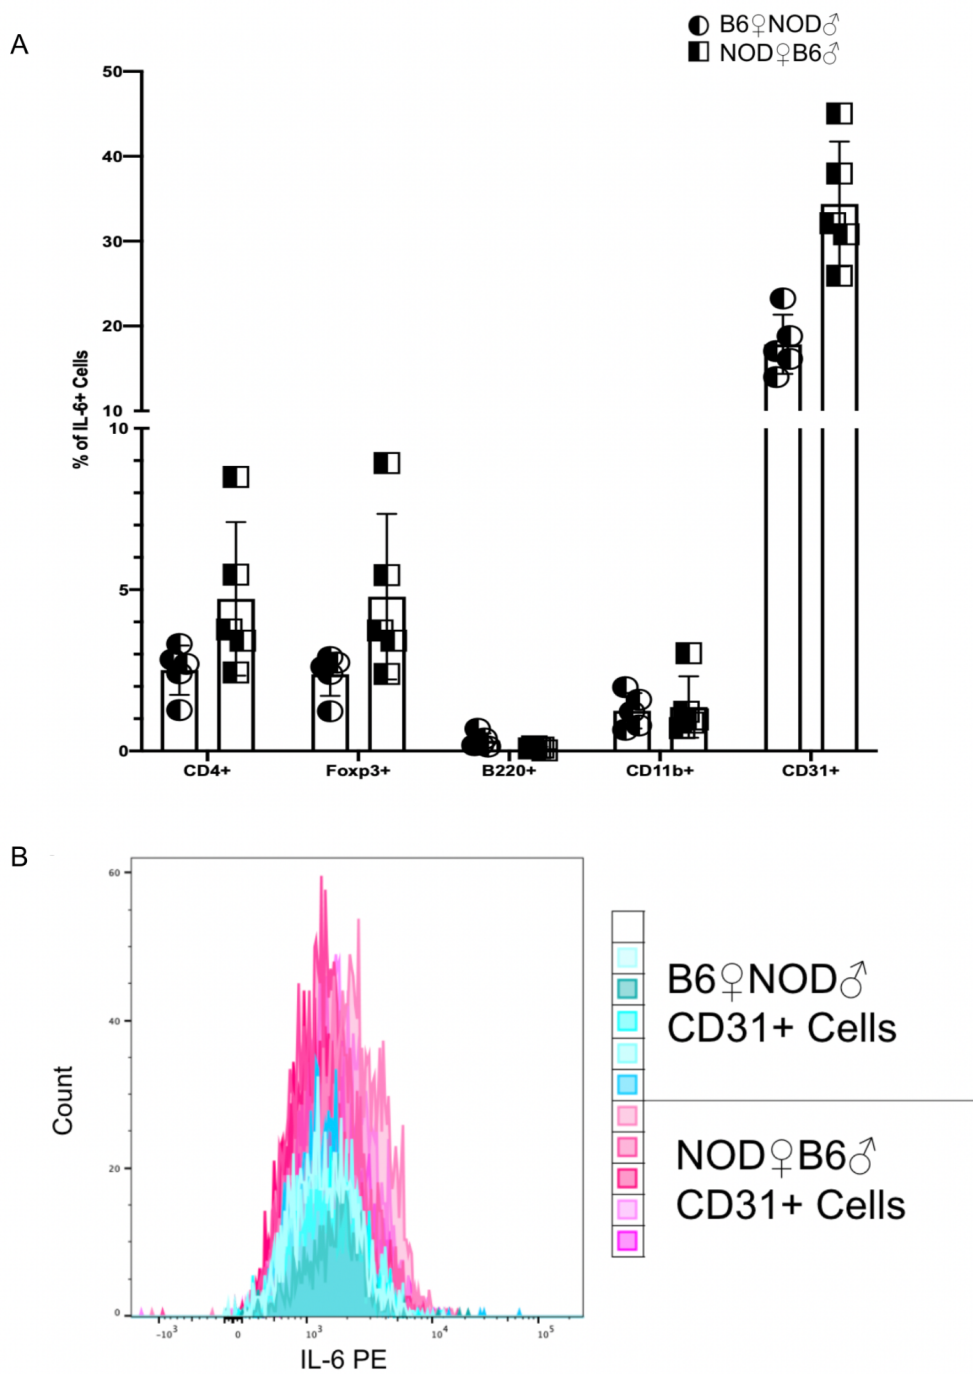 A
B6♀NOD♂
NOD♀B6♂
50
40
30
20
10
10
5
0
% of IL-6+ Cells
CD4+
Foxp3+
B220+
CD11b+
CD31+
B
60
40
20
0
Count
-10³
0
10³
10⁴
10⁵
IL-6 PE
B6♀NOD♂
CD31+ Cells
NOD♀B6♂
CD31+ Cells